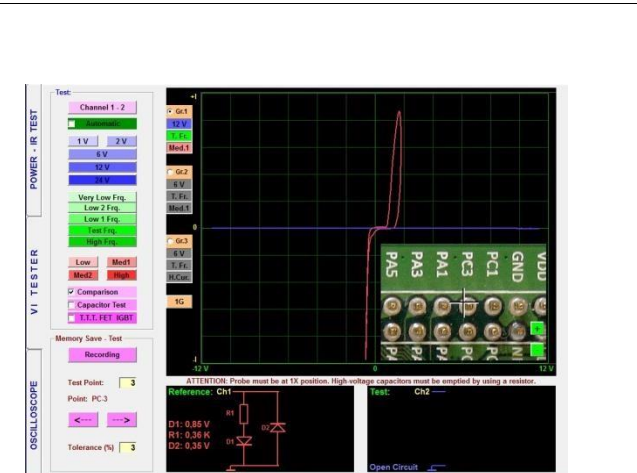 POWER - IR TEST
VI TESTER
OSCILLOSCOPE
Test:
Channel 1 - 2
Automatic
1 V
2 V
6 V
12 V
24 V
Very Low Frq.
Low 2 Frq.
Low 1 Frq.
Test Frq.
High Frq.
Low
Med1
Med2
High
Comparison
Capacitor Test
T.T.T. FET IGBT
Memory Save - Test
Recording
Test Point: 3
Point: PC-3
<---
--->
Tolerance (%) 3
Gr.1
12 V
T. Fr.
Med.1
Gr.2
6 V
T. Fr.
Med.1
Gr.3
6 V
T. Fr.
H.Cur.
1G
+I
0
-I
-12 V
0
12 V
PA5
PA3
PA1
PC3
PC1
GND
VDD
ATTENTION: Probe must be at 1X position. High-voltage capacitors must be emptied by using a resistor.
Reference: Ch1
R1
D1
D2
D1: 0,85 V
R1: 0,36 K
D2: 0,35 V
Test: Ch2
Open Circuit